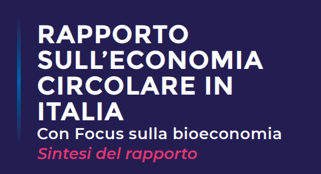 RAPPORTO
SULL'ECONOMIA
CIRCOLARE IN
ITALIA
Con Focus sulla bioeconomia
Sintesi del rapporto